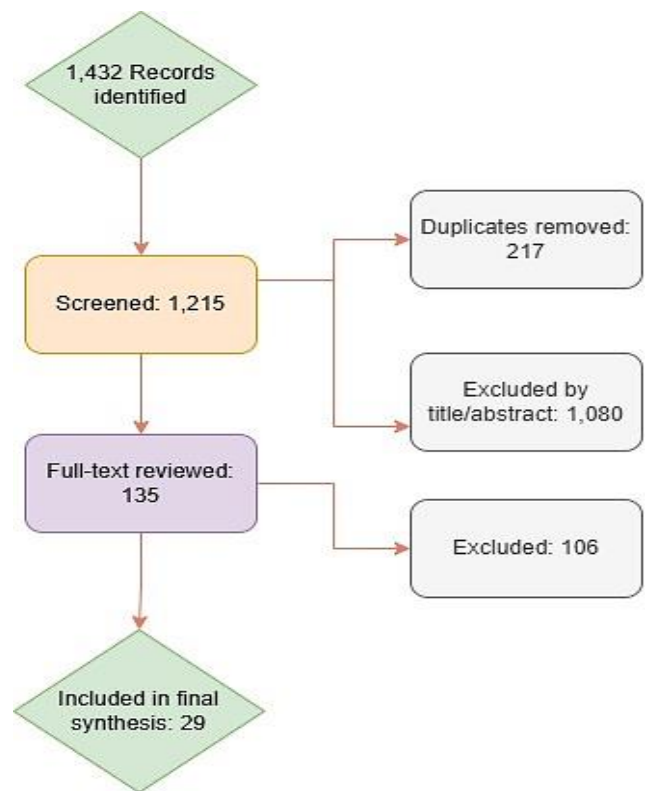 1,432 Records
identified
Duplicates removed:
217
Screened: 1,215
Excluded by
title/abstract: 1,080
Full-text reviewed:
135
Excluded: 106
Included in final
synthesis: 29